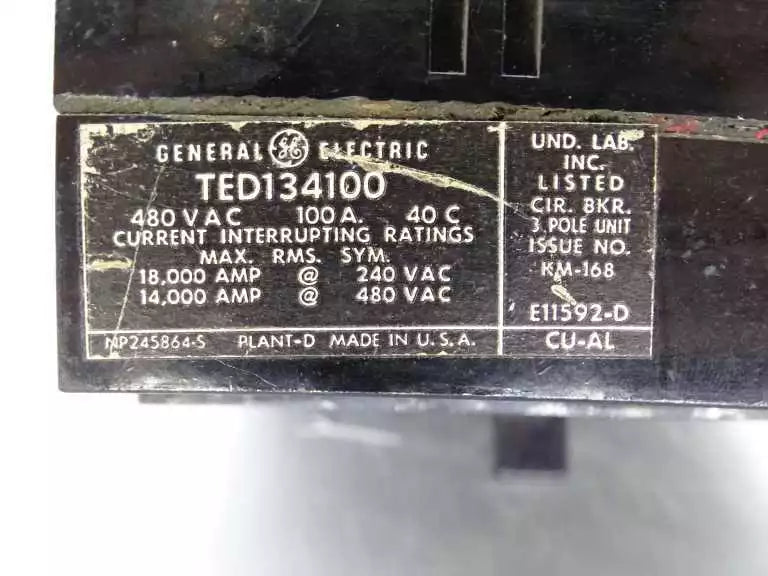 GENERAL GE ELECTRIC
TED134100
480 VAC 100 A. 40 C
CURRENT INTERRUPTING RATINGS
MAX. RMS. SYM.
18,000 AMP @ 240 VAC
14,000 AMP @ 480 VAC
NP245864-S PLANT-D MADE IN U.S.A.
UND. LAB.
INC.
LISTED
CIR. BKR.
3 POLE UNIT
ISSUE NO.
KM-168
E11592-D
CU-AL